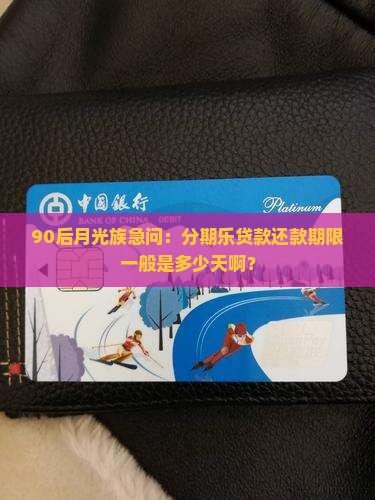 中国银行 Platinum
BANK OF CHINA DEBIT
90后月光族急问：分期乐贷款还款期限
一般是多少天啊？